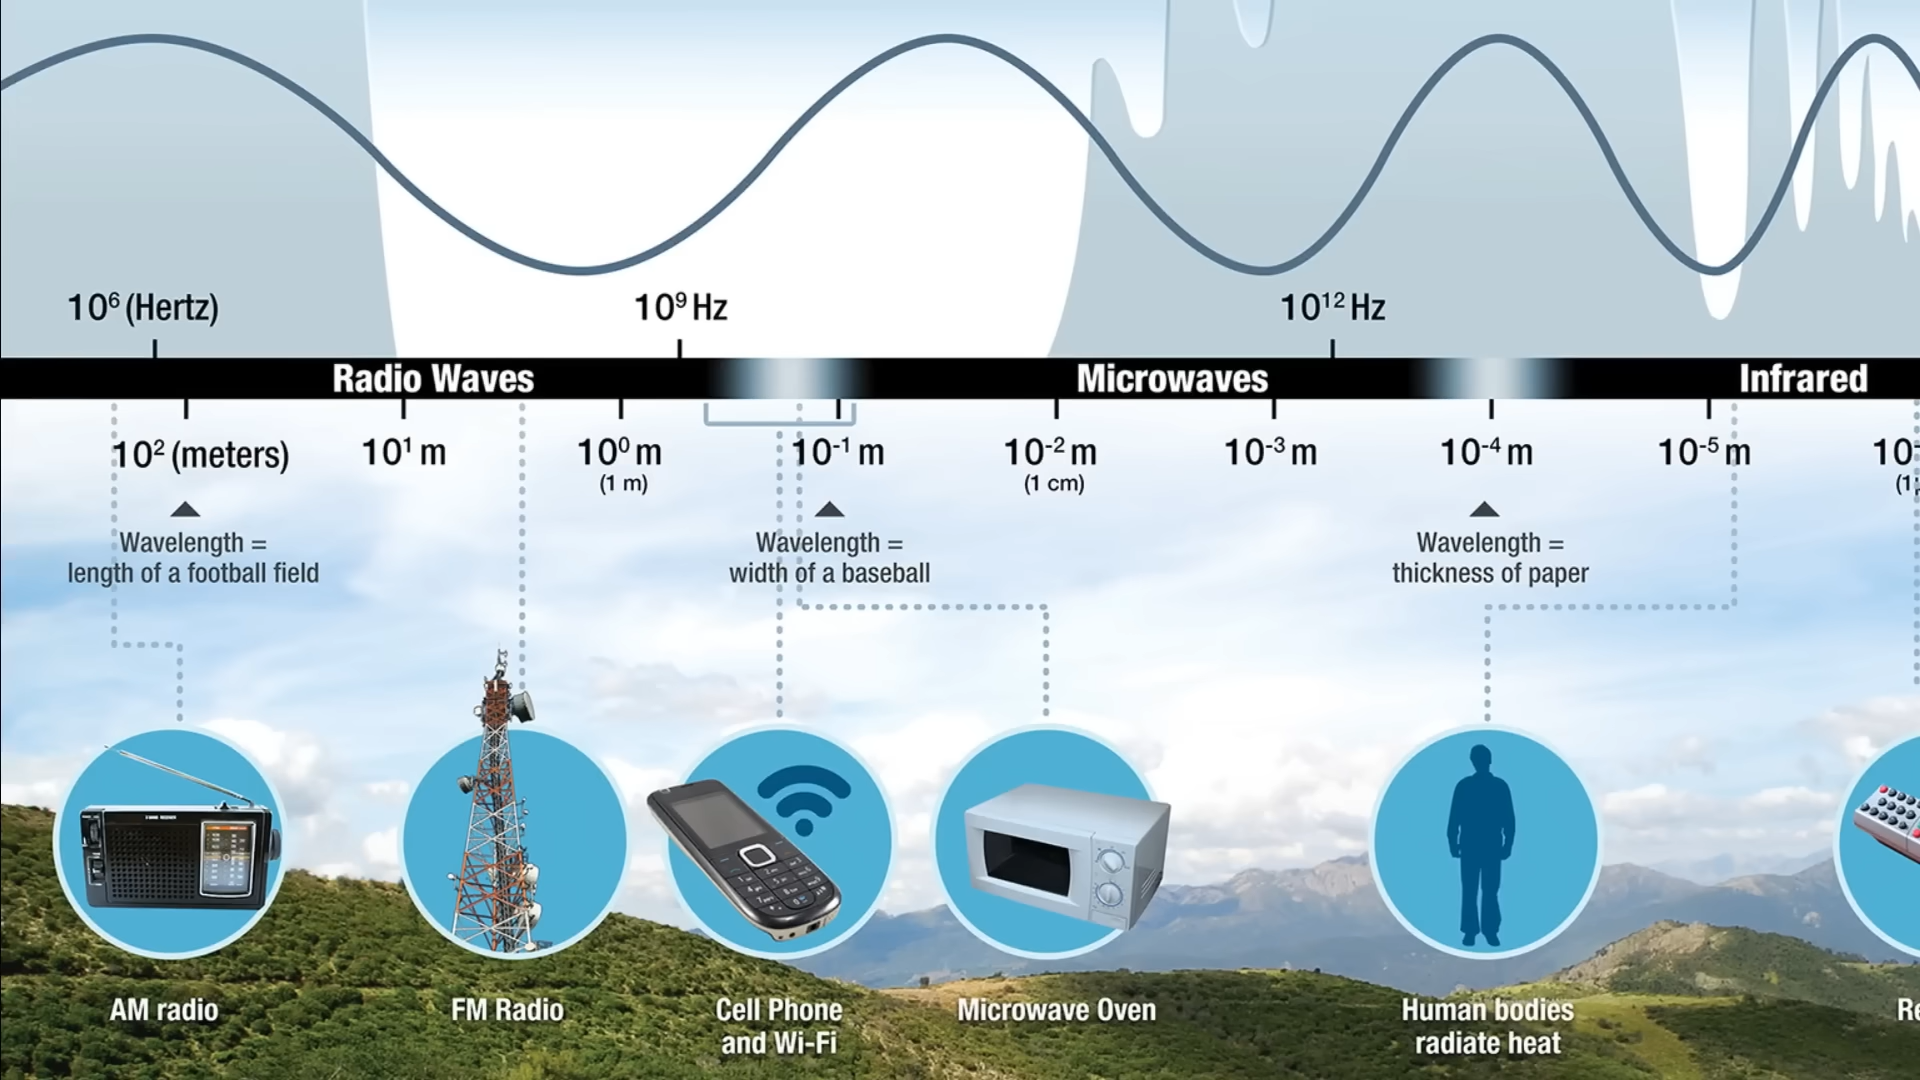 10⁶ (Hertz)
10⁹ Hz
10¹² Hz
Radio Waves
Microwaves
Infrared
10² (meters)
10¹ m
10⁰ m
(1 m)
10⁻¹ m
10⁻² m
(1 cm)
10⁻³ m
10⁻⁴ m
10⁻⁵ m
Wavelength =
length of a football field
Wavelength =
width of a baseball
Wavelength =
thickness of paper
AM radio
FM Radio
Cell Phone
and Wi-Fi
Microwave Oven
Human bodies
radiate heat